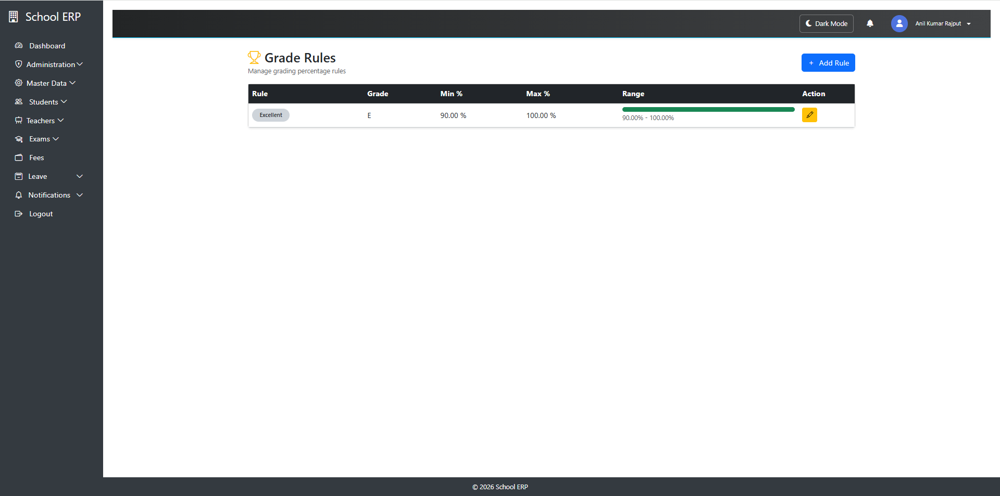 School ERP
Dashboard
Administration
Master Data
Students
Teachers
Exams
Fees
Leave
Notifications
Logout
Dark Mode
Anil Kumar Rajput
Grade Rules
Manage grading percentage rules
+ Add Rule
Rule Grade Min % Max % Range Action
Excellent E 90.00 % 100.00 % 90.00% - 100.00%
© 2026 School ERP